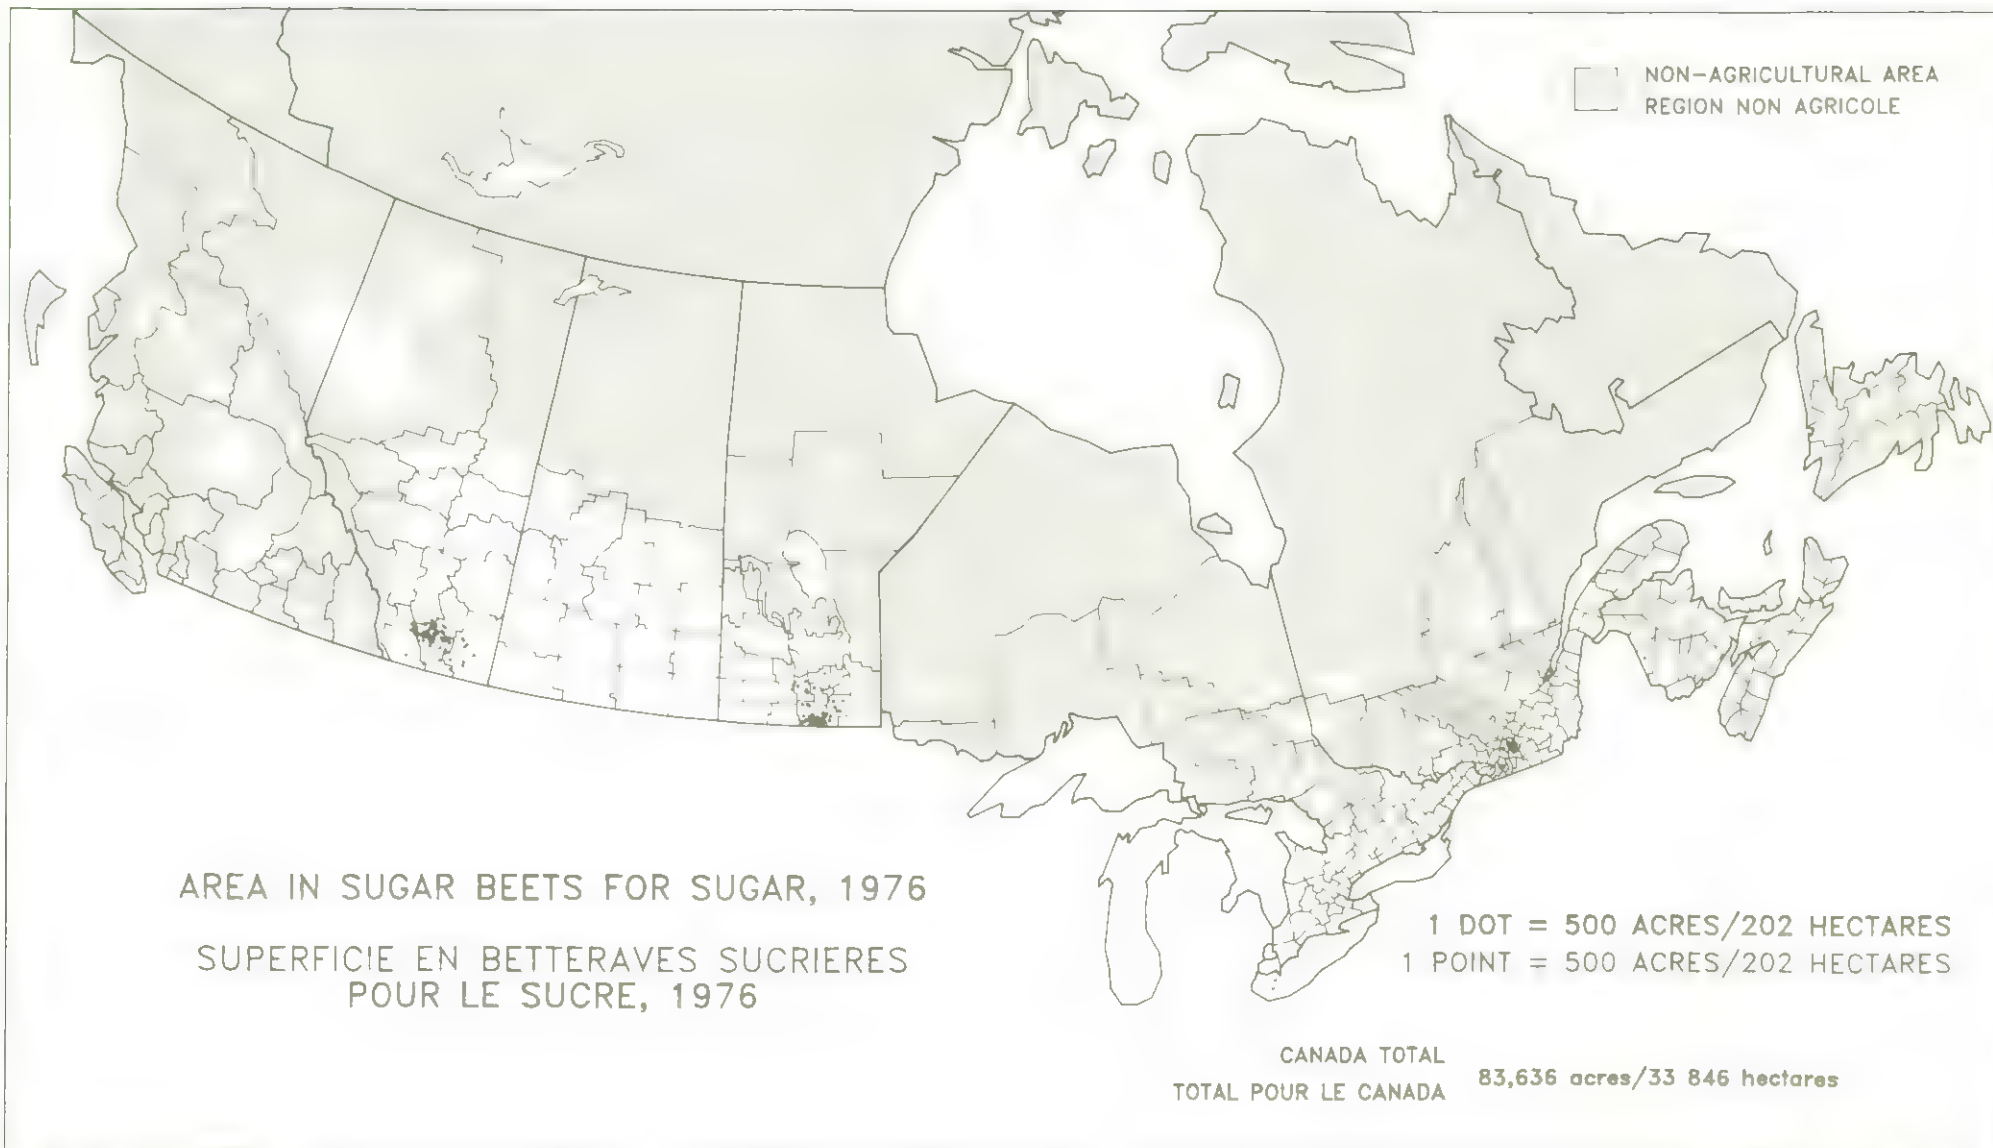 NON-AGRICULTURAL AREA
REGION NON AGRICOLE
AREA IN SUGAR BEETS FOR SUGAR, 1976
SUPERFICIE EN BETTERAVES SUCRIERES
POUR LE SUCRE, 1976
1 DOT = 500 ACRES/202 HECTARES
1 POINT = 500 ACRES/202 HECTARES
CANADA TOTAL
TOTAL POUR LE CANADA
83,636 acres/33 846 hectares